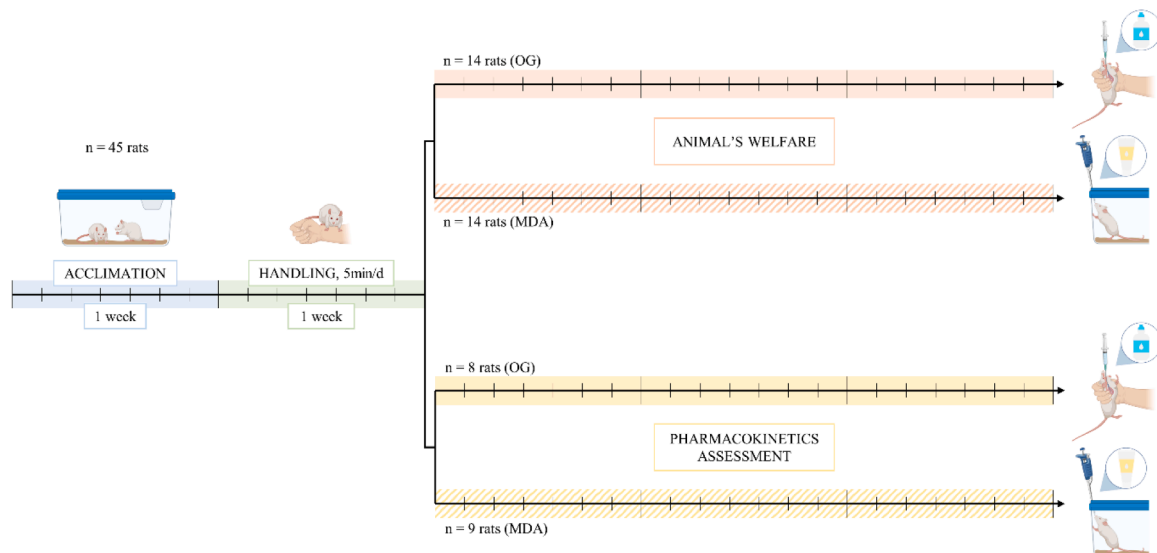 n = 45 rats
ACCLIMATION
1 week
HANDLING, 5min/d
1 week
n = 14 rats (OG)
ANIMAL'S WELFARE
n = 14 rats (MDA)
n = 8 rats (OG)
PHARMACOKINETICS
ASSESSMENT
n = 9 rats (MDA)